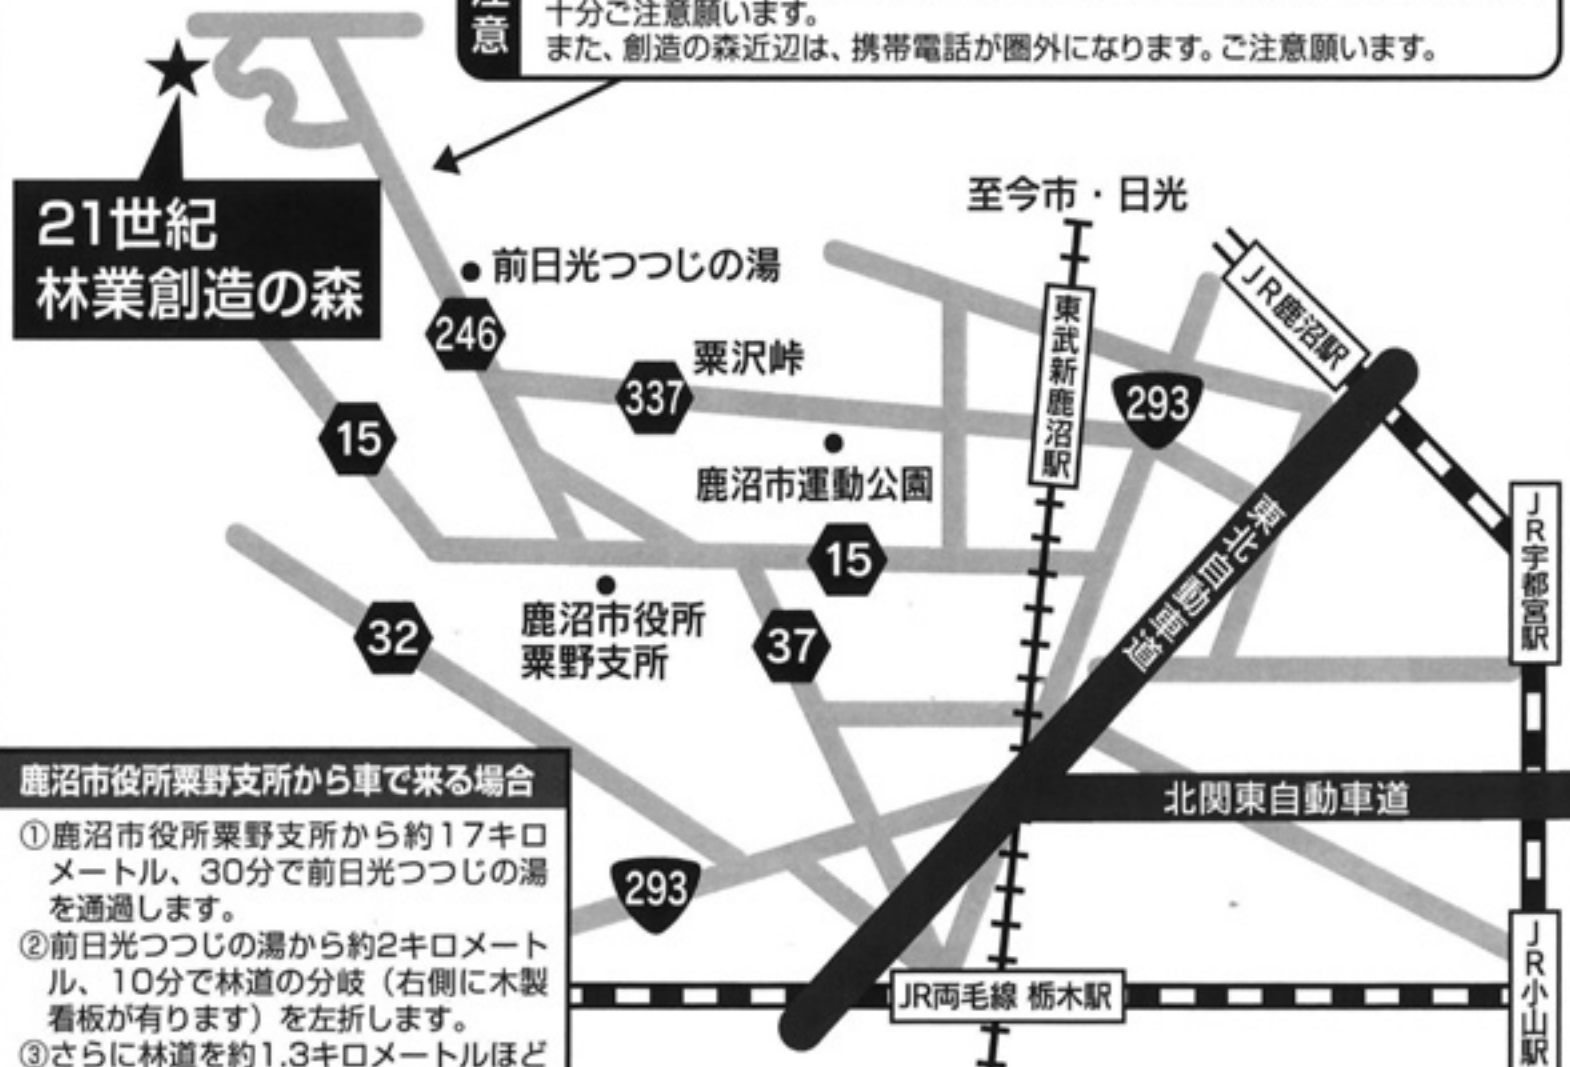 注意
十分ご注意願います。
また、創造の森近辺は、携帯電話が圏外になります。ご注意願います。
21世紀
林業創造の森
至今市・日光
前日光つつじの湯
246
粟沢峠
337
15
鹿沼市運動公園
東武新鹿沼駅
293
JR鹿沼駅
東北自動車道
JR宇都宮駅
15
32
鹿沼市役所
粟野支所
37
北関東自動車道
293
JR両毛線 栃木駅
JR小山駅
鹿沼市役所粟野支所から車で来る場合
①鹿沼市役所粟野支所から約17キロ
メートル、30分で前日光つつじの湯
を通過します。
②前日光つつじの湯から約2キロメート
ル、10分で林道の分岐（右側に木製
看板が有ります）を左折します。
③さらに林道を約1.3キロメートルほど